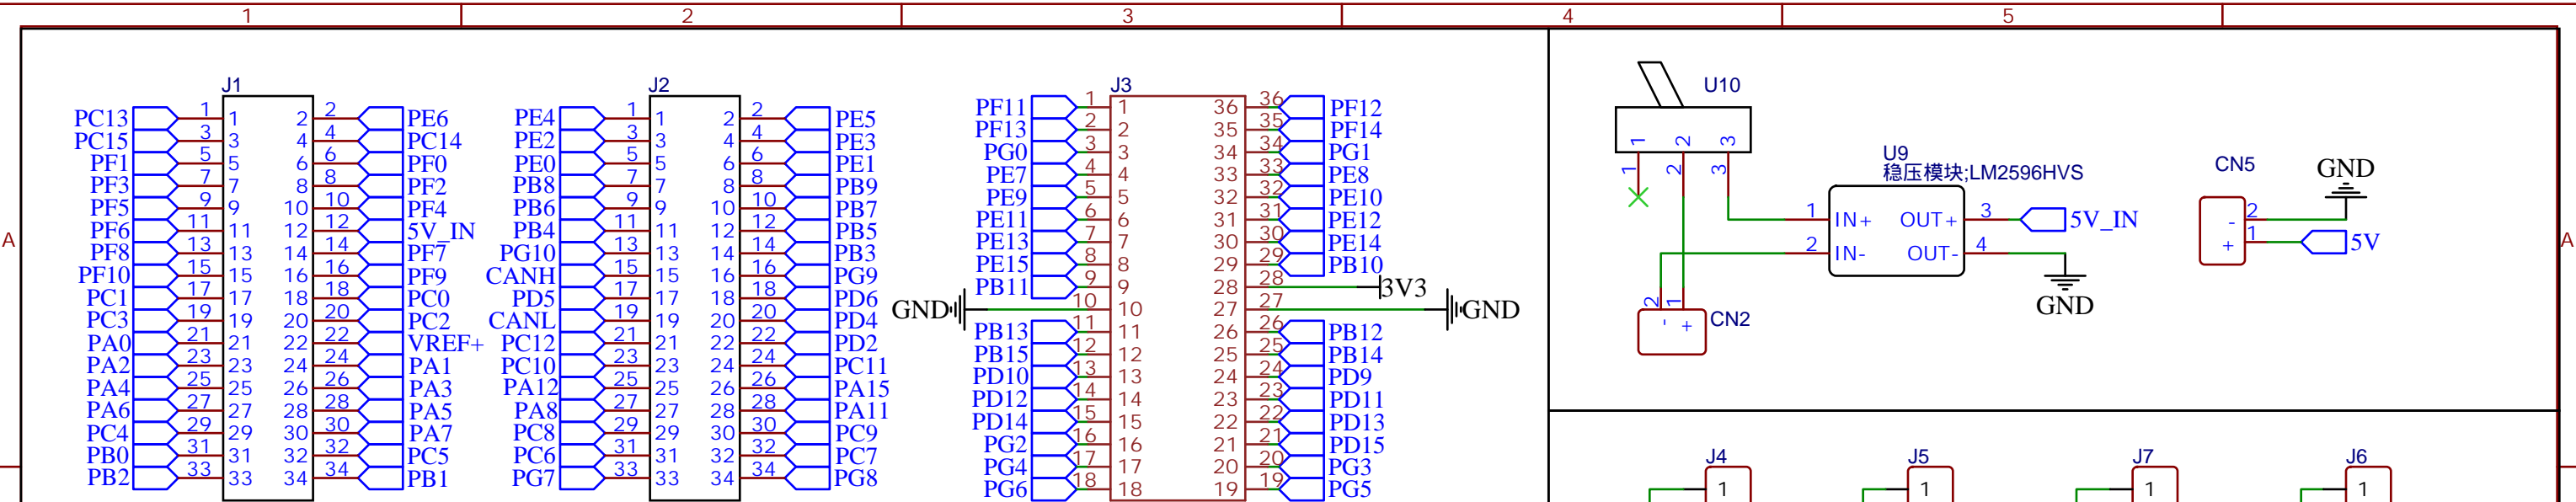 1 2 3 4 5
A A
J1
PC13 1 1 2 2 PE6
PC15 3 3 4 4 PC14
PF1 5 5 6 6 PF0
PF3 7 7 8 8 PF2
PF5 9 9 10 10 PF4
PF6 11 11 12 12 5V_IN
PF8 13 13 14 14 PF7
PF10 15 15 16 16 PF9
PC1 17 17 18 18 PC0
PC3 19 19 20 20 PC2
PA0 21 21 22 22 VREF+
PA2 23 23 24 24 PA1
PA4 25 25 26 26 PA3
PA6 27 27 28 28 PA5
PC4 29 29 30 30 PA7
PB0 31 31 32 32 PC5
PB2 33 33 34 34 PB1
J2
PE4 1 1 2 2 PE5
PE2 3 3 4 4 PE3
PE0 5 5 6 6 PE1
PB8 7 7 8 8 PB9
PB6 9 9 10 10 PB7
PB4 11 11 12 12 PB5
PG10 13 13 14 14 PB3
CANH 15 15 16 16 PG9
PD5 17 17 18 18 PD6
CANL 19 19 20 20 PD4
PC12 21 21 22 22 PD2
PC10 23 23 24 24 PC11
PA12 25 25 26 26 PA15
PA8 27 27 28 28 PA11
PC8 29 29 30 30 PC9
PC6 31 31 32 32 PC7
PG7 33 33 34 34 PG8
J3
PF11 1 1 36 36 PF12
PF13 2 2 35 35 PF14
PG0 3 3 34 34 PG1
PE7 4 4 33 33 PE8
PE9 5 5 32 32 PE10
PE11 6 6 31 31 PE12
PE13 7 7 30 30 PE14
PE15 8 8 29 29 PB10
PB11 9 9 28 28 3V3
GND 10 10 27 27 GND
PB13 11 11 26 26 PB12
PB15 12 12 25 25 PB14
PD10 13 13 24 24 PD9
PD12 14 14 23 23 PD11
PD14 15 15 22 22 PD13
PG2 16 16 21 21 PD15
PG4 17 17 20 20 PG3
PG6 18 18 19 19 PG5
U10
1 2 3
1 2 3
U9
稳压模块;LM2596HVS
1 IN+ OUT+ 3 5V_IN
2 IN- OUT- 4
GND
2 1
- +
CN2
CN5
GND
- 2
+ 1 5V
J4 J5 J7 J6
1 1 1 1